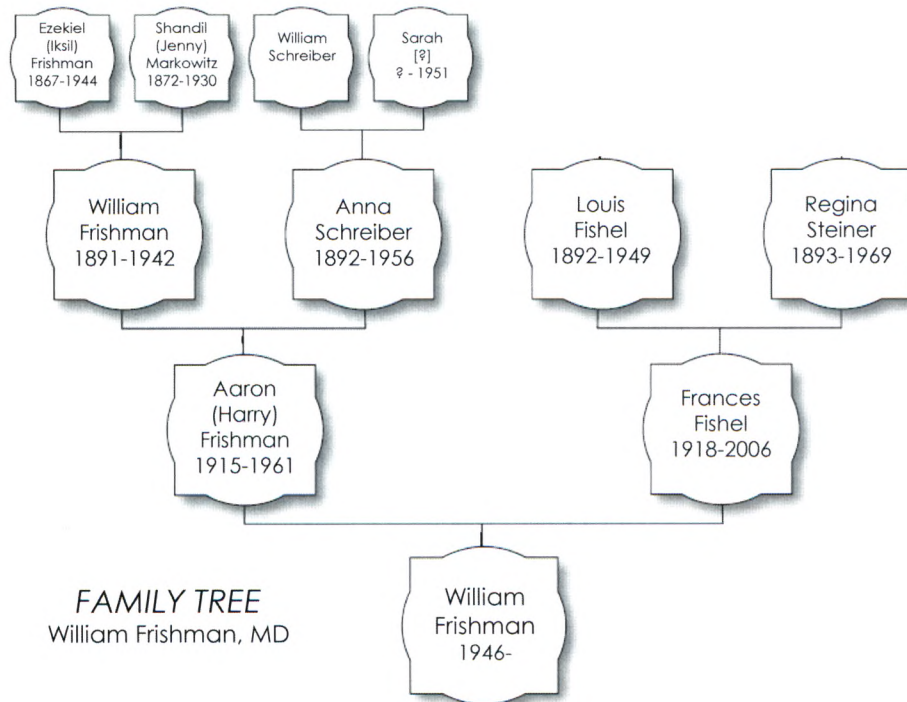 Ezekiel
(Iksil)
Frishman
1867-1944
Shandil
(Jenny)
Markowitz
1872-1930
William
Schreiber
Sarah
[?]
? - 1951
William
Frishman
1891-1942
Anna
Schreiber
1892-1956
Louis
Fishel
1892-1949
Regina
Steiner
1893-1969
Aaron
(Harry)
Frishman
1915-1961
Frances
Fishel
1918-2006
William
Frishman
1946-
FAMILY TREE
William Frishman, MD